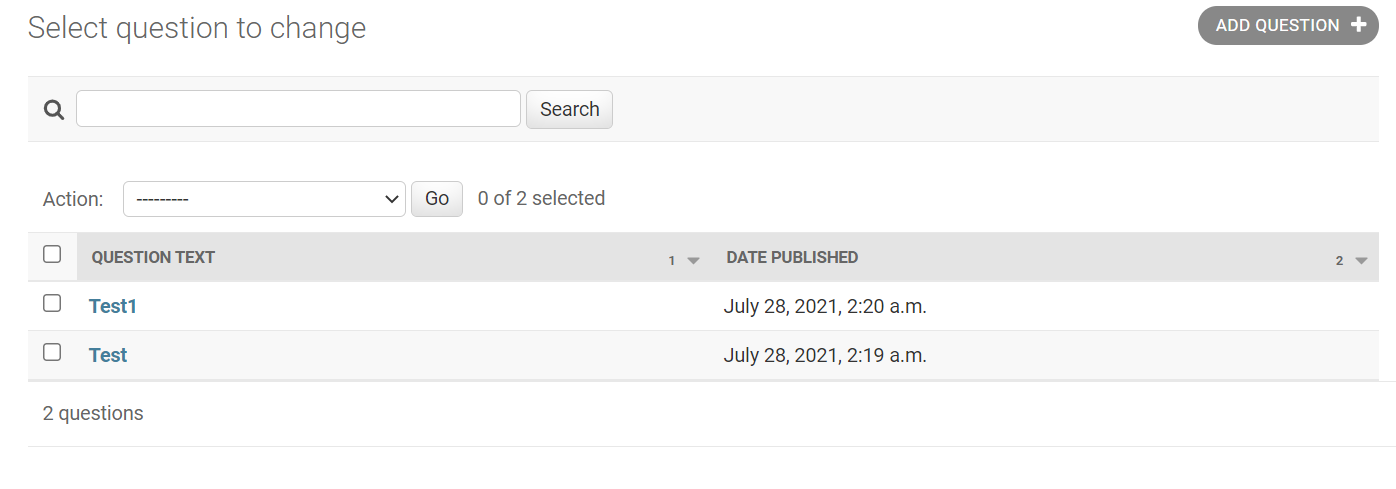 Select question to change
ADD QUESTION +
Search
Action: --------- Go 0 of 2 selected
QUESTION TEXT 1 DATE PUBLISHED 2
Test1 July 28, 2021, 2:20 a.m.
Test July 28, 2021, 2:19 a.m.
2 questions